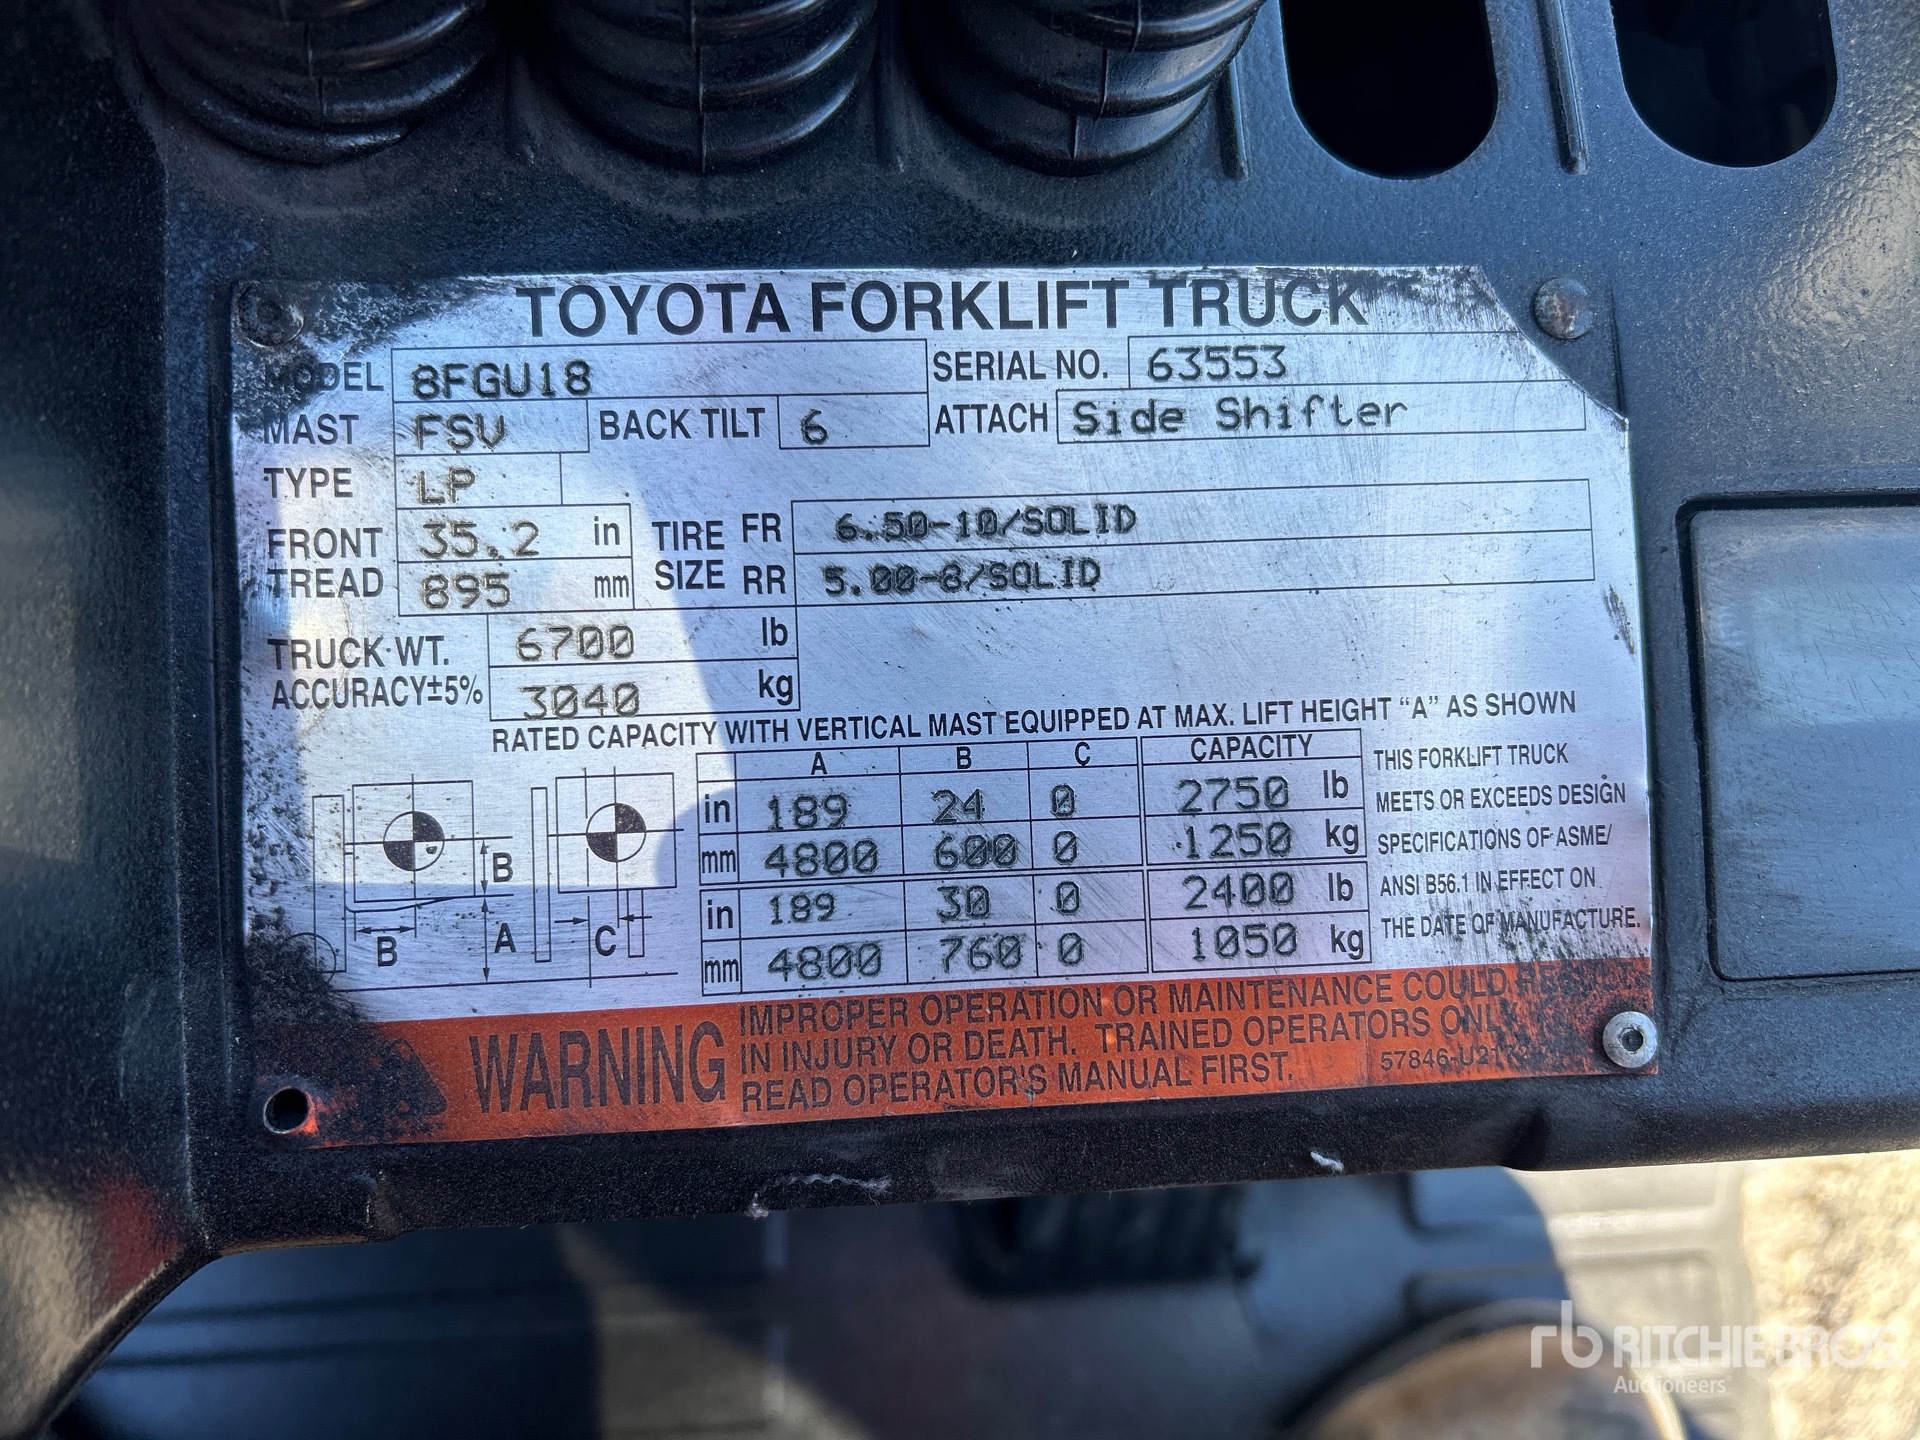 TOYOTA FORKLIFT TRUCK
MODEL 8FGU18 SERIAL NO. 63553
MAST FSV BACK TILT 6 ATTACH Side Shifter
TYPE LP
FRONT TREAD 35.2 in TIRE SIZE FR 6.50-10/SOLID
895 mm RR 5.00-8/SOLID
TRUCK WT. 6700 lb
ACCURACY±5% 3040 kg
RATED CAPACITY WITH VERTICAL MAST EQUIPPED AT MAX. LIFT HEIGHT “A” AS SHOWN
A B C CAPACITY
in 189 24 0 2750 lb
mm 4800 600 0 1250 kg
in 189 30 0 2400 lb
mm 4800 760 0 1050 kg
B
B
A
C
THIS FORKLIFT TRUCK
MEETS OR EXCEEDS DESIGN
SPECIFICATIONS OF ASME/
ANSI B56.1 IN EFFECT ON
THE DATE OF MANUFACTURE.
WARNING
IMPROPER OPERATION OR MAINTENANCE COULD
IN INJURY OR DEATH. TRAINED OPERATORS ONLY
READ OPERATOR'S MANUAL FIRST.
rb RITCHIE BROS.
Auctioneers